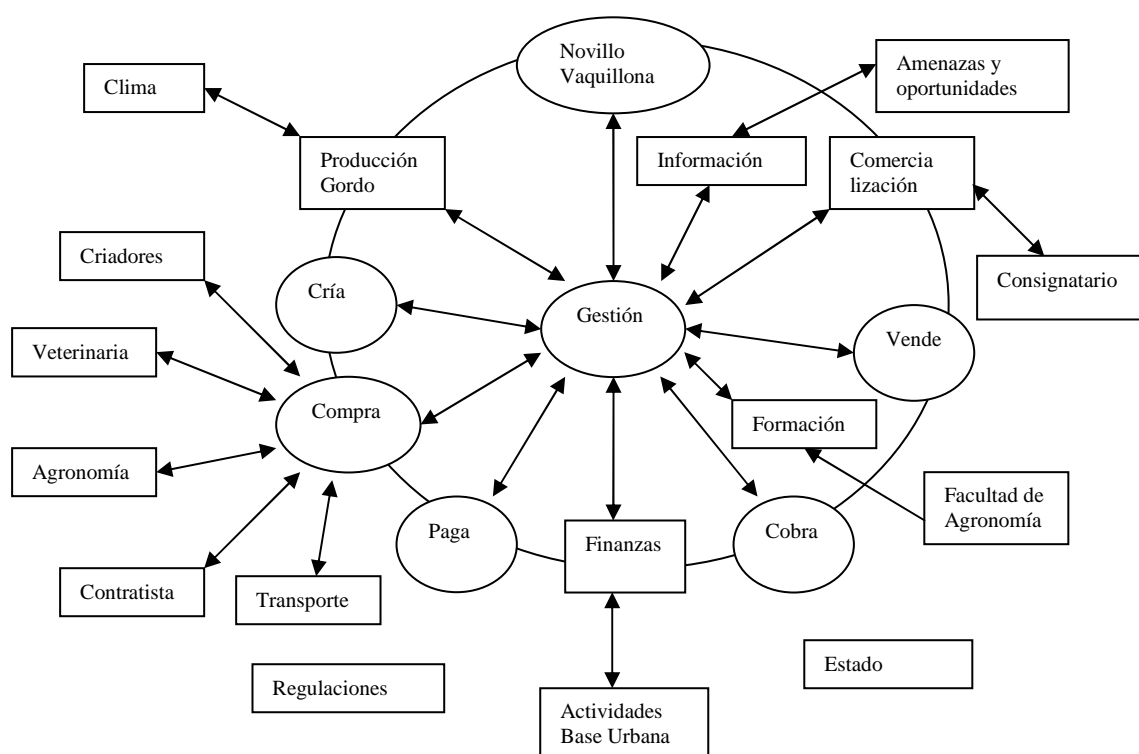 Novillo
Vaquillona
Amenazas y
oportunidades
Clima
Producción
Gordo
Información
Comercia
lización
Criadores
Cría
Gestión
Consignatario
Veterinaria
Vende
Compra
Formación
Agronomía
Facultad de
Agronomía
Paga
Finanzas
Cobra
Contratista
Transporte
Estado
Regulaciones
Actividades
Base Urbana